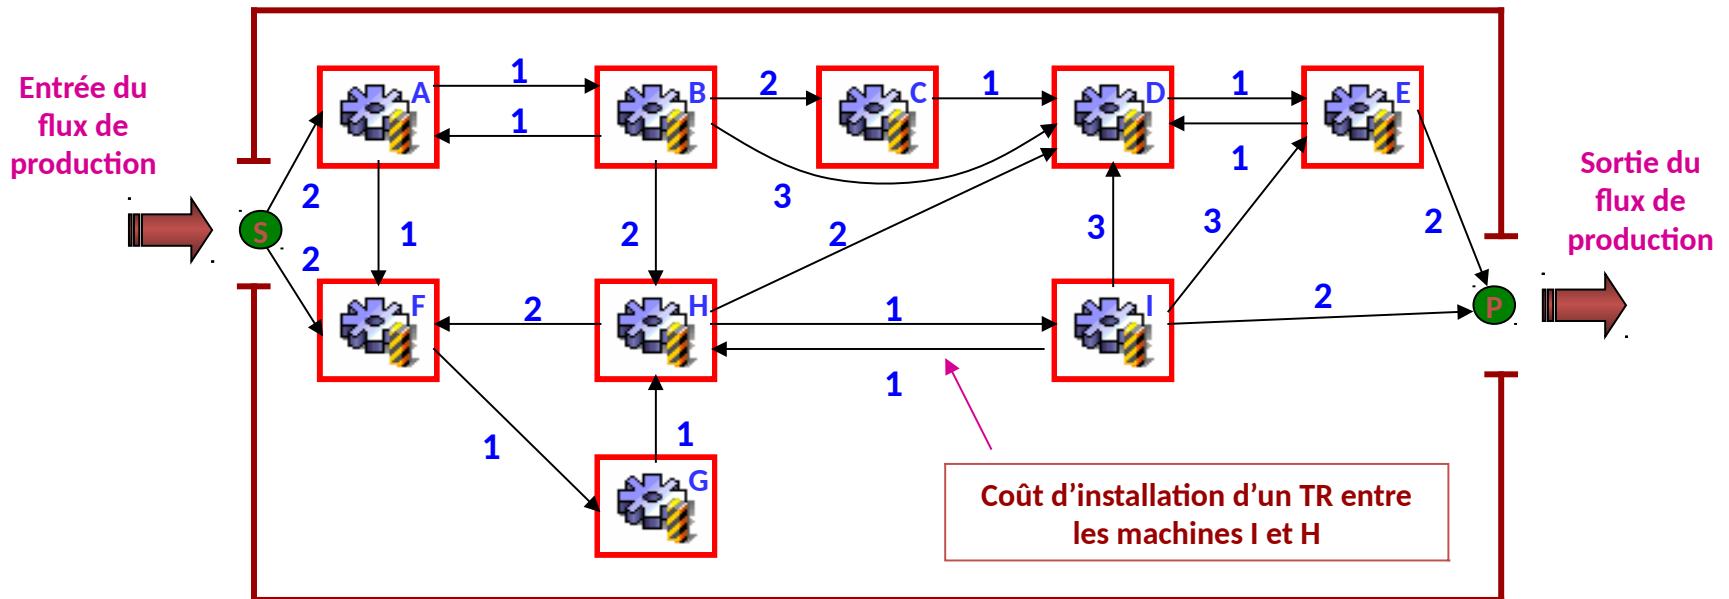 Entrée du
flux de
production
S
2
2
A
1
1
B
2
C
1
D
1
1
E
3
1
2
2
3
3
2
Sortie du
flux de
production
F
2
H
1
1
I
2
P
1
1
G
Coût d’installation d’un TR entre
les machines I et H